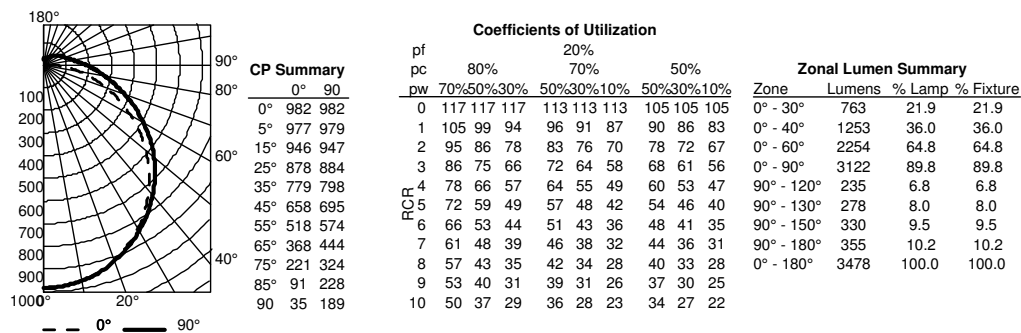 180°
90°
80°
60°
40°
20°
100
200
300
400
500
600
700
800
900
1000
0°
0° 90°
CP Summary
0° 90
0° 982 982
5° 977 979
15° 946 947
25° 878 884
35° 779 798
45° 658 695
55° 518 574
65° 368 444
75° 221 324
85° 91 228
90 35 189
Coefficients of Utilization
pf 20%
pc 80% 70% 50%
pw 70%50%30% 50%30%10% 50%30%10%
RCR
0 117 117 117 113 113 113 105 105 105
1 105 99 94 96 91 87 90 86 83
2 95 86 78 83 76 70 78 72 67
3 86 75 66 72 64 58 68 61 56
4 78 66 57 64 55 49 60 53 47
5 72 59 49 57 48 42 54 46 40
6 66 53 44 51 43 36 48 41 35
7 61 48 39 46 38 32 44 36 31
8 57 43 35 42 34 28 40 33 28
9 53 40 31 39 31 26 37 30 25
10 50 37 29 36 28 23 34 27 22
Zonal Lumen Summary
Zone Lumens % Lamp % Fixture
0° - 30° 763 21.9 21.9
0° - 40° 1253 36.0 36.0
0° - 60° 2254 64.8 64.8
0° - 90° 3122 89.8 89.8
90° - 120° 235 6.8 6.8
90° - 130° 278 8.0 8.0
90° - 150° 330 9.5 9.5
90° - 180° 355 10.2 10.2
0° - 180° 3478 100.0 100.0